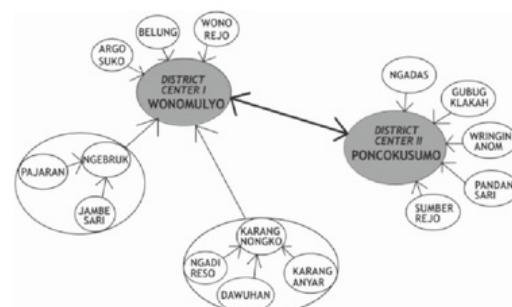 BELUNG
WONO
REJO
ARGO
SUKO
DISTRICT
CENTER I
WONOMULYO
NGADAS
GUBUG
KLAKAH
DISTRICT
CENTER II
PONCOKUSUMO
WRINGIN
ANOM
PANDAN
SARI
SUMBER
REJO
PAJARAN
NGEBRUK
JAMBE
SARI
KARANG
NONGKO
NGADI
RESO
DAWUHAN
KARANG
ANYAR